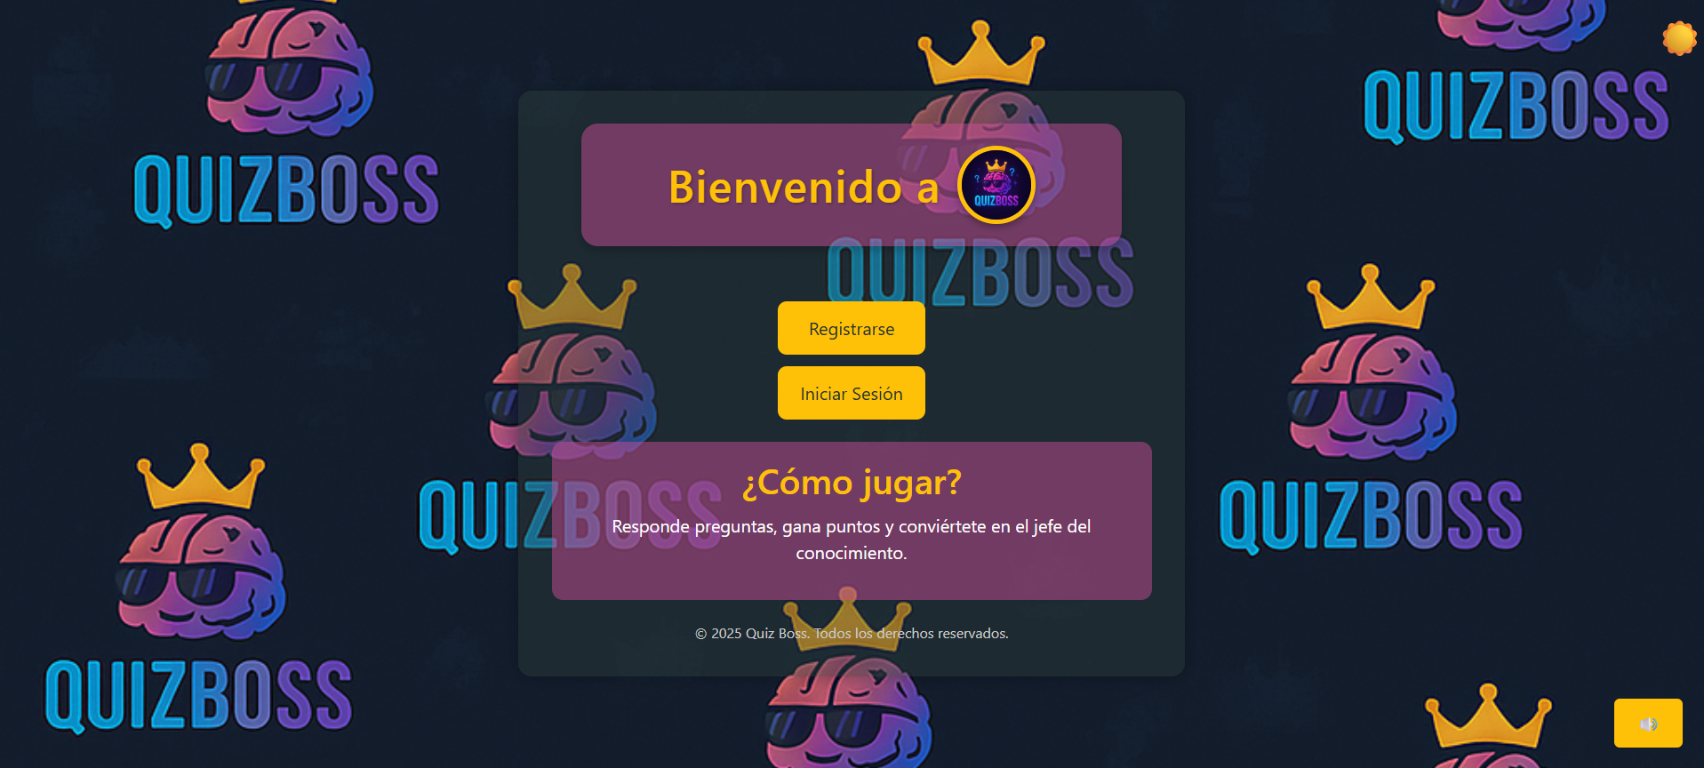 QUIZBOSS
QUIZBOSS
Bienvenido a
? ?
QUIZBOSS
QUIZBOSS
Registrarse
Iniciar Sesión
¿Cómo jugar?
QUIZBOSS
QUIZBOSS
Responde preguntas, gana puntos y conviértete en el jefe del
conocimiento.
© 2025 Quiz Boss. Todos los derechos reservados.
QUIZBOSS